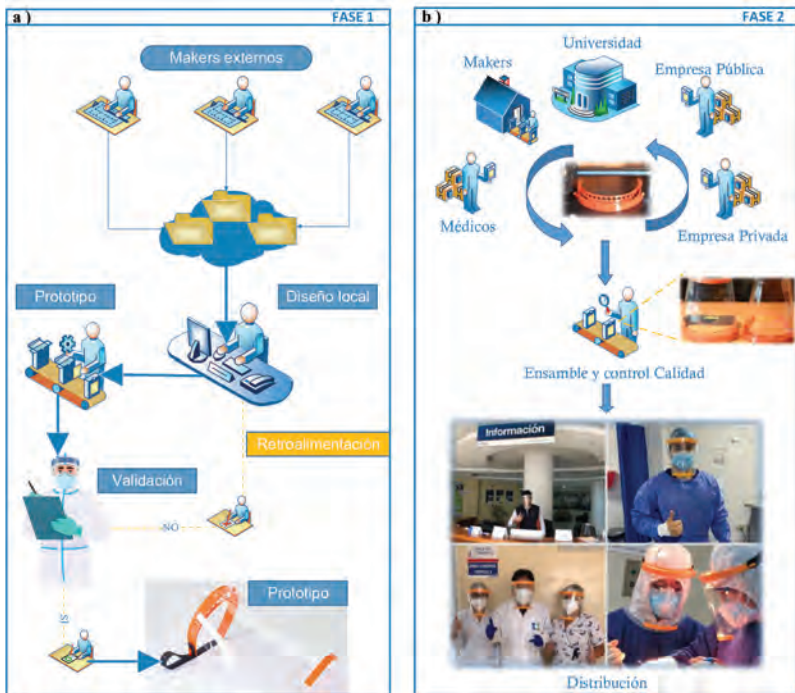 a )
FASE 1
Makers externos
Prototipo
Diseño local
Retroalimentación
Validación
NO
SI
Prototipo
b )
FASE 2
Universidad
Makers
Empresa Pública
Médicos
Empresa Privada
Ensamble y control Calidad
Información
Distribución